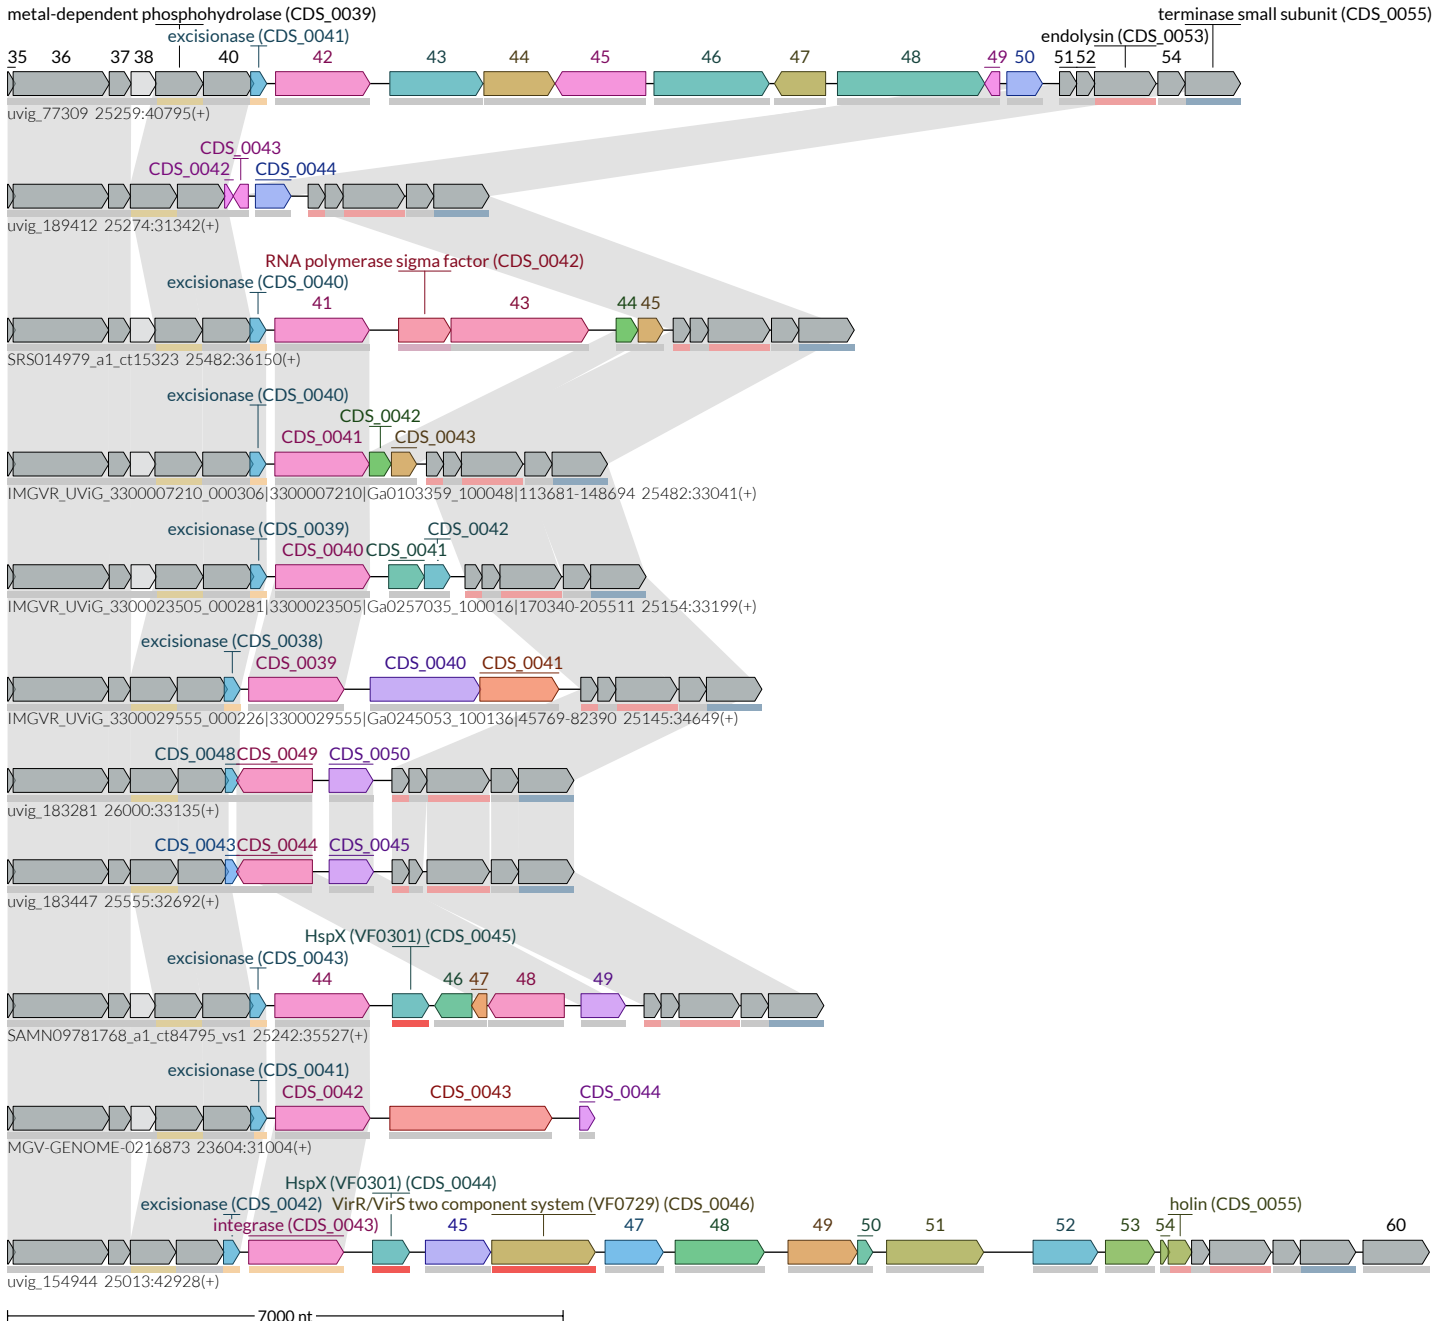 metal-dependent phosphohydrolase (CDS_0039) terminase small subunit (CDS_0055)
excisionase (CDS_0041) endolysin (CDS_0053)
35 36 37 38 40 42 43 44 45 46 47 48 49 50 51 52 54
uvig_77309 25259:40795(+)
CDS_0043
CDS_0042 CDS_0044
uvig_189412 25274:31342(+)
RNA polymerase sigma factor (CDS_0042)
excisionase (CDS_0040)
41 43 44 45
SRS014979_a1_ct15323 25482:36150(+)
excisionase (CDS_0040)
CDS_0042
CDS_0041 CDS_0043
IMGVR_UViG_3300007210_000306|3300007210|Ga0103359_100048|113681-148694 25482:33041(+)
excisionase (CDS_0039) CDS_0042
CDS_0040 CDS_0041
IMGVR_UViG_3300023505_000281|3300023505|Ga0257035_100016|170340-205511 25154:33199(+)
excisionase (CDS_0038)
CDS_0039 CDS_0040 CDS_0041
IMGVR_UViG_3300029555_000226|3300029555|Ga0245053_100136|45769-82390 25145:34649(+)
CDS_0048 CDS_0049 CDS_0050
uvig_183281 26000:33135(+)
CDS_0043 CDS_0044 CDS_0045
uvig_183447 25555:32692(+)
HspX (VF0301) (CDS_0045)
excisionase (CDS_0043)
44 46 47 48 49
SAMN09781768_a1_ct84795_vs1 25242:35527(+)
excisionase (CDS_0041)
CDS_0042 CDS_0043 CDS_0044
MGV-GENOME-0216873 23604:31004(+)
HspX (VF0301) (CDS_0044)
excisionase (CDS_0042) VirR/VirS two component system (VF0729) (CDS_0046) holin (CDS_0055)
integrase (CDS_0043) 45 47 48 49 50 51 52 53 54 60
uvig_154944 25013:42928(+)
7000 nt